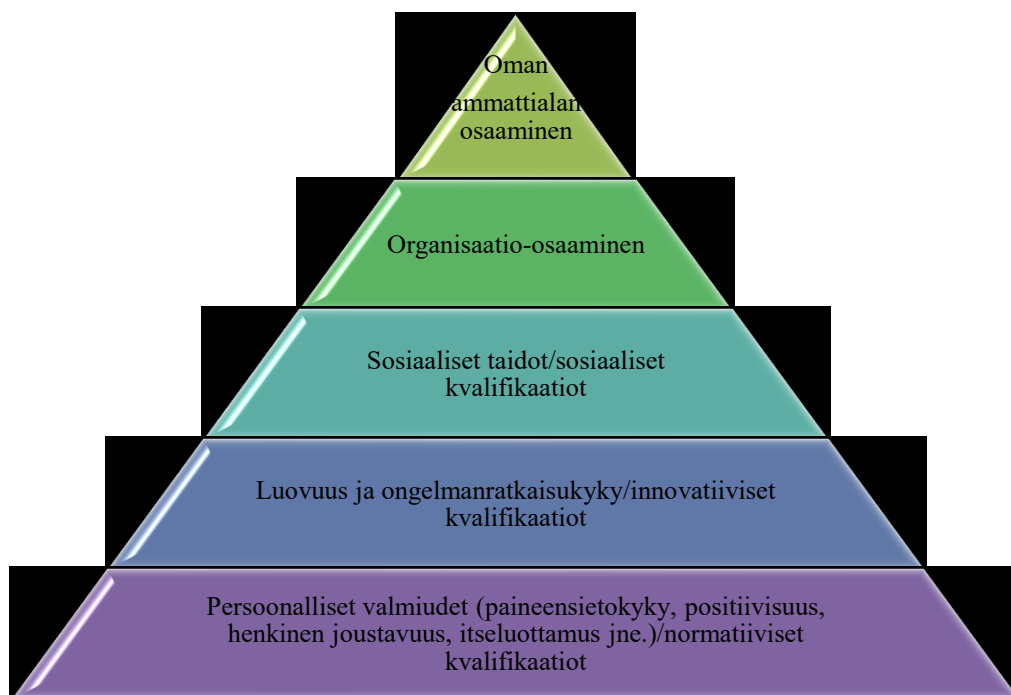 Oman
ammattialan
osaaminen
Organisaatio-osaaminen
Sosiaaliset taidot/sosiaaliset
kvalifikaatiot
Luovuus ja ongelmanratkaisukyky/innovatiiviset
kvalifikaatiot
Persoonalliset valmiudet (paineensietokyky, positiivisuus,
henkinen joustavuus, itseluottamus jne.)/normatiiviset
kvalifikaatiot